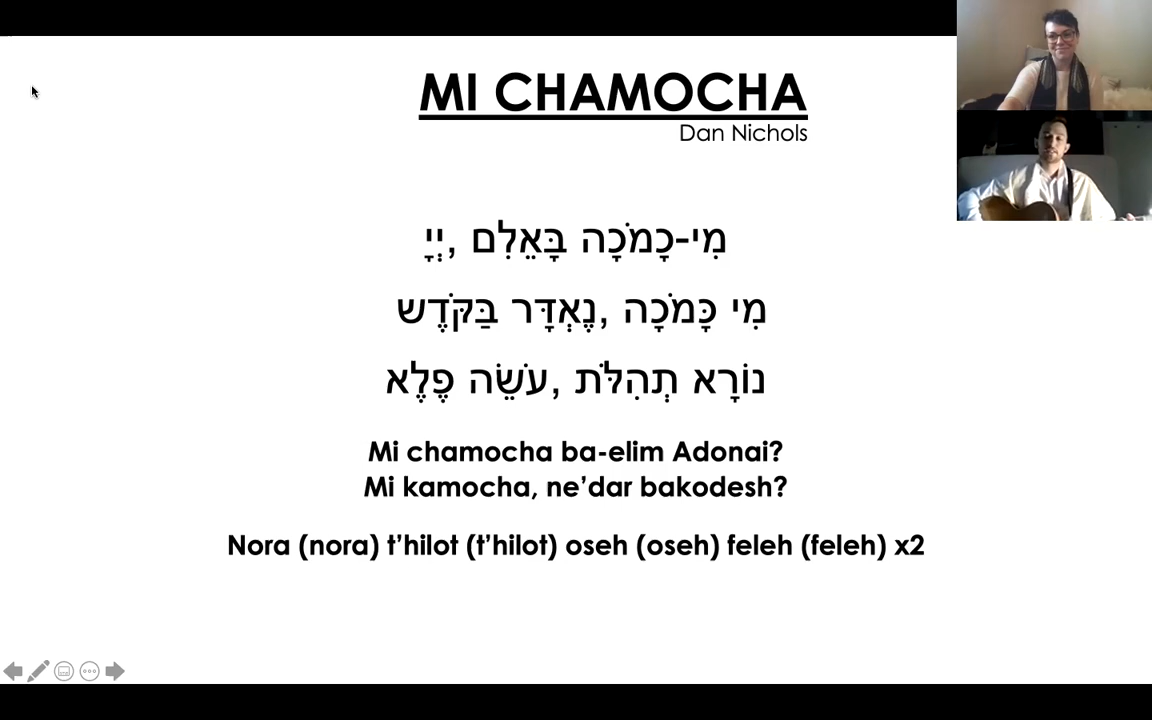 MI CHAMOCHA
Dan Nichols
מִי-כָמֹכָה בָּאֵלִם ,יְיָ
מִי כָּמֹכָה ,נֶאְדָּר בַּקֹּדֶשׁ
נוֹרָא תְהִלֹּת ,עֹשֵׂה פֶלֶא
Mi chamocha ba-elim Adonai?
Mi kamocha, ne’dar bakodesh?
Nora (nora) t’hilot (t’hilot) oseh (oseh) feleh (feleh) x2